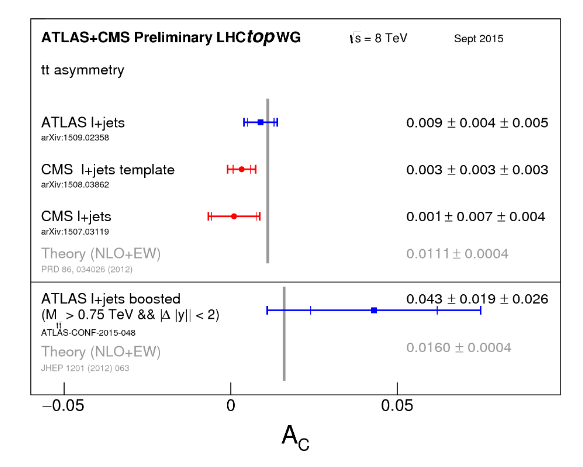 ATLAS+CMS Preliminary LHCtopWG √s = 8 TeV Sept 2015
tt asymmetry
ATLAS l+jets 0.009 ± 0.004 ± 0.005
arXiv:1509.02358
CMS l+jets template 0.003 ± 0.003 ± 0.003
arXiv:1508.03862
CMS l+jets 0.001 ± 0.007 ± 0.004
arXiv:1507.03119
Theory (NLO+EW) 0.0111 ± 0.0004
PRD 86, 034026 (2012)
ATLAS l+jets boosted 0.043 ± 0.019 ± 0.026
(Mtt > 0.75 TeV && |Δ |y|| < 2)
ATLAS-CONF-2015-048
Theory (NLO+EW) 0.0160 ± 0.0004
JHEP 1201 (2012) 063
−0.05 0 0.05
AC